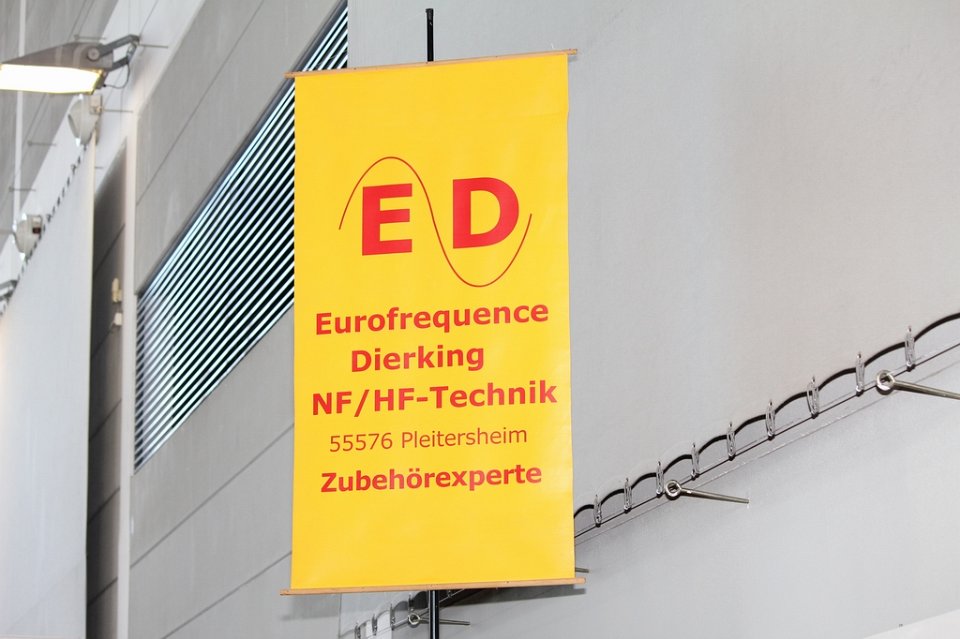 ED
Eurofrequence
Dierking
NF/HF-Technik
55576 Pleitersheim
Zubehörexperte